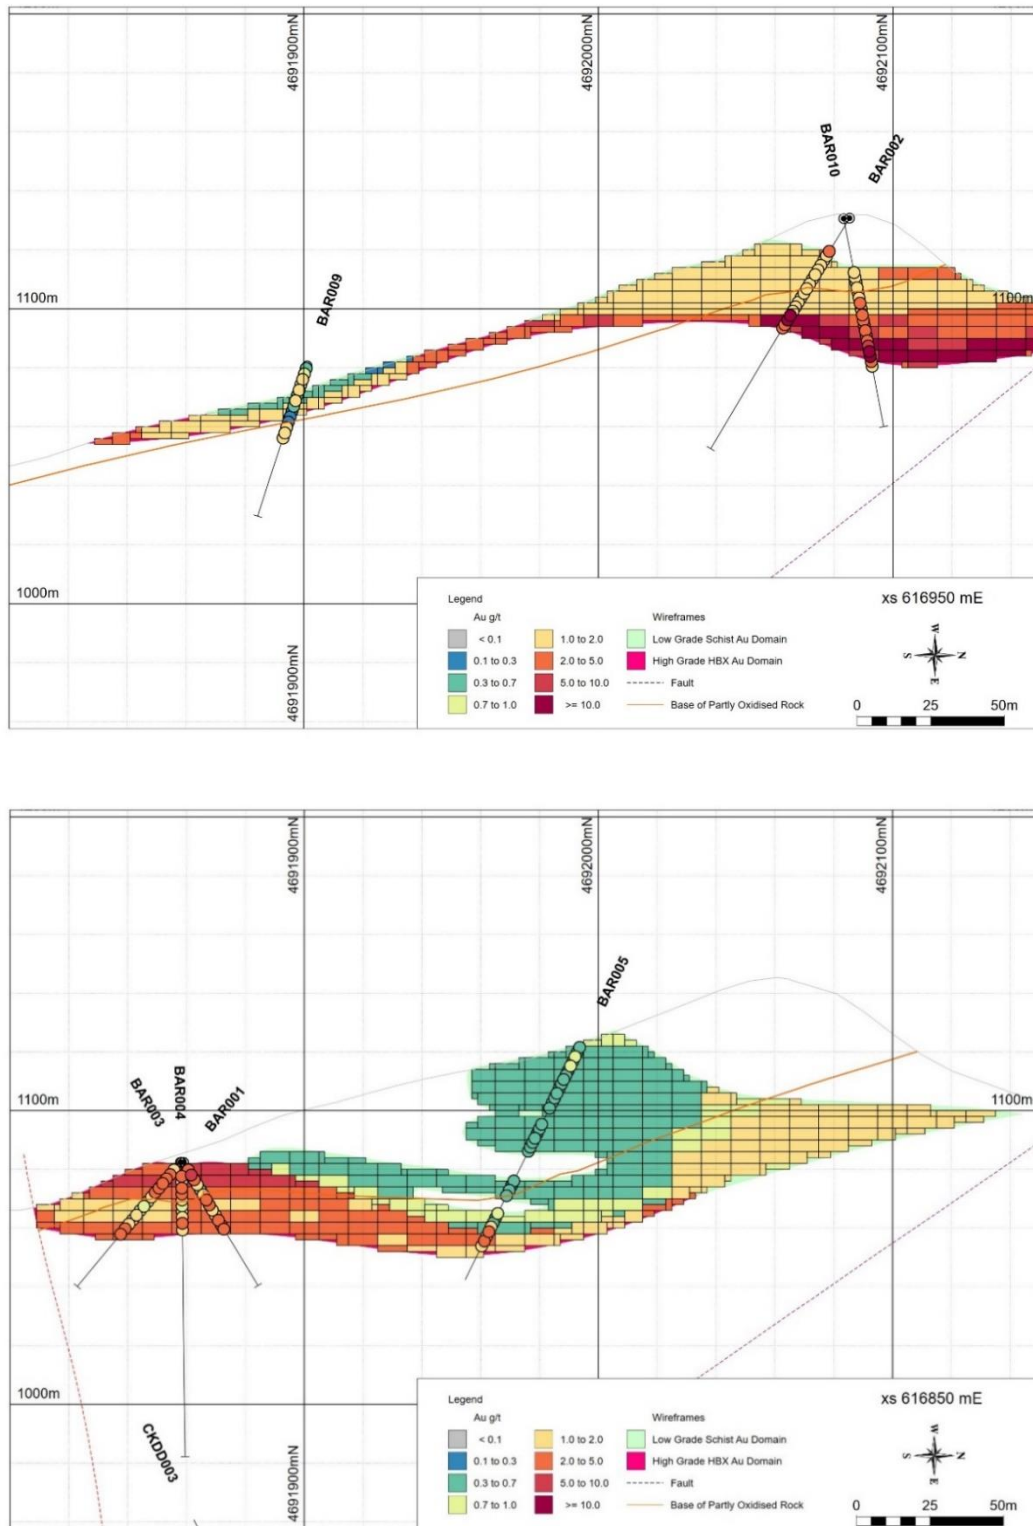 4691900mN
4692000mN
4692100mN
BAR010
BAR002
BAR009
1100m
1100m
1000m
4691900mN
Legend
Au g/t
< 0.1
0.1 to 0.3
0.3 to 0.7
0.7 to 1.0
1.0 to 2.0
2.0 to 5.0
5.0 to 10.0
>= 10.0
Wireframes
Low Grade Schist Au Domain
High Grade HBX Au Domain
Fault
Base of Partly Oxidised Rock
xs 616950 mE
W
S N
E
0 25 50m
4691900mN
4692000mN
4692100mN
BAR005
1100m
1100m
BAR003
BAR004
BAR001
1000m
CKDD003
4691900mN
Legend
Au g/t
< 0.1
0.1 to 0.3
0.3 to 0.7
0.7 to 1.0
1.0 to 2.0
2.0 to 5.0
5.0 to 10.0
>= 10.0
Wireframes
Low Grade Schist Au Domain
High Grade HBX Au Domain
Fault
Base of Partly Oxidised Rock
xs 616850 mE
W
S N
E
0 25 50m